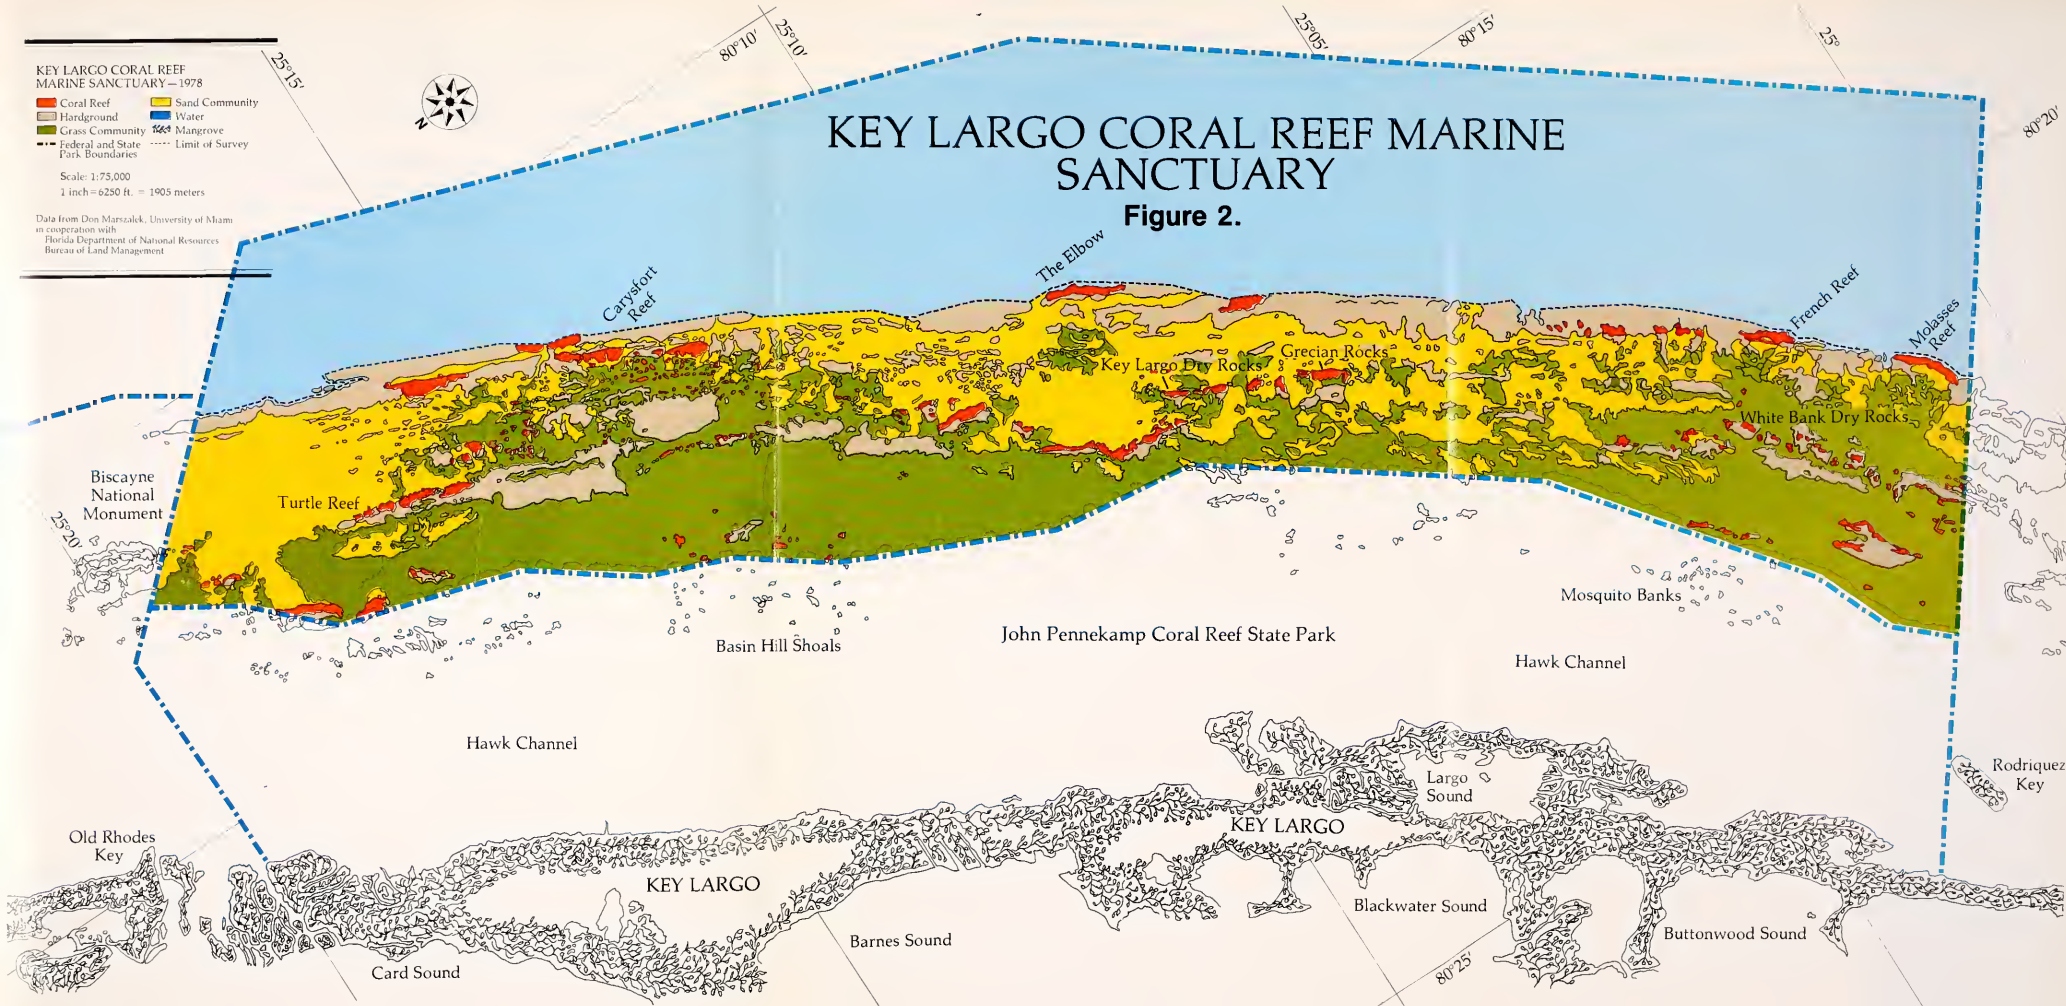 KEY LARGO CORAL REEF
MARINE SANCTUARY—1978
Coral Reef
Sand Community
Hardground
Water
Grass Community
Mangrove
Federal and State
Park Boundaries
Limit of Survey
Scale: 1:75,000
1 inch = 6250 ft. = 1905 meters
Data from Don Marszalek, University of Miami
in cooperation with
Florida Department of National Resources
Bureau of Land Management
25°15'
N
80°10'
25°10'
25°05'
80°15'
25°
80°20'
KEY LARGO CORAL REEF MARINE
SANCTUARY
Figure 2.
The Elbow
Carysfort
Reef
French Reef
Molasses
Reef
Grecian Rocks
Key Largo Dry Rocks
White Bank Dry Rocks
Biscayne
National
Monument
Turtle Reef
25°20'
Mosquito Banks
Basin Hill Shoals
John Pennekamp Coral Reef State Park
Hawk Channel
Hawk Channel
Largo
Sound
Rodriquez
Key
Old Rhodes
Key
KEY LARGO
KEY LARGO
Blackwater Sound
Barnes Sound
Buttonwood Sound
Card Sound
80°25'